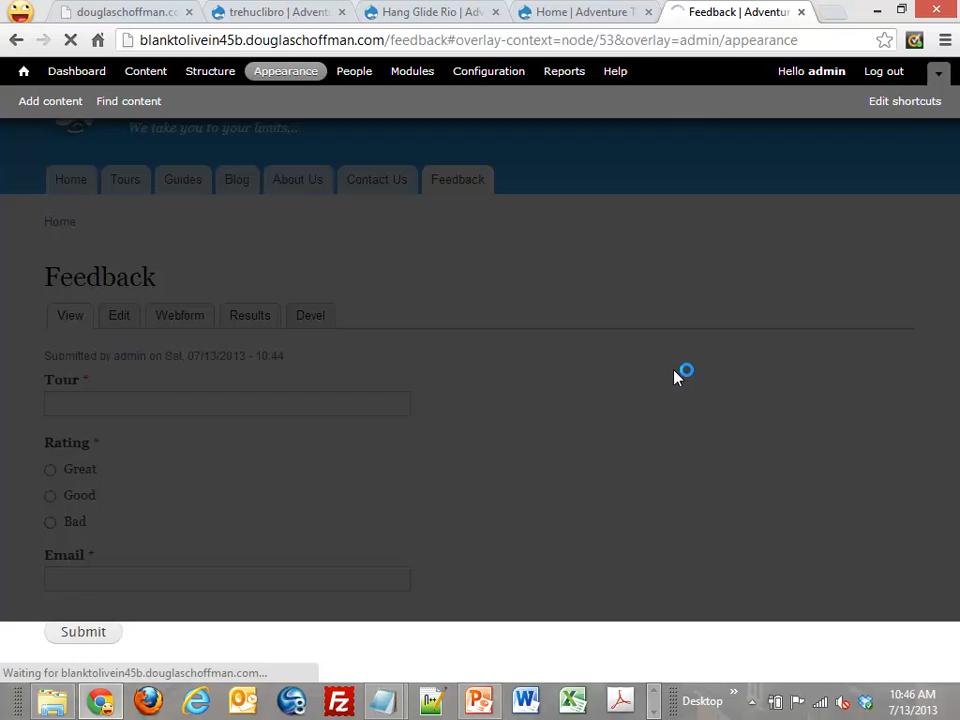 douglaschoffman.co
trehuclibro | Advent
Hang Glide Rio | Adv
Home | Adventure T
Feedback | Adventur
blanktolivein45b.douglaschoffman.com/feedback#overlay-context=node/53&overlay=admin/appearance
Dashboard Content Structure Appearance People Modules Configuration Reports Help Hello admin Log out
Add content Find content Edit shortcuts
We take you to your limits,..
Home Tours Guides Blog About Us Contact Us Feedback
Home
Feedback
View Edit Webform Results Devel
Submitted by admin on Sat, 07/13/2013 - 10:44
Tour *
Rating *
Great
Good
Bad
Email *
Submit
Waiting for blanktolivein45b.douglaschoffman.com...
Desktop
10:46 AM
7/13/2013